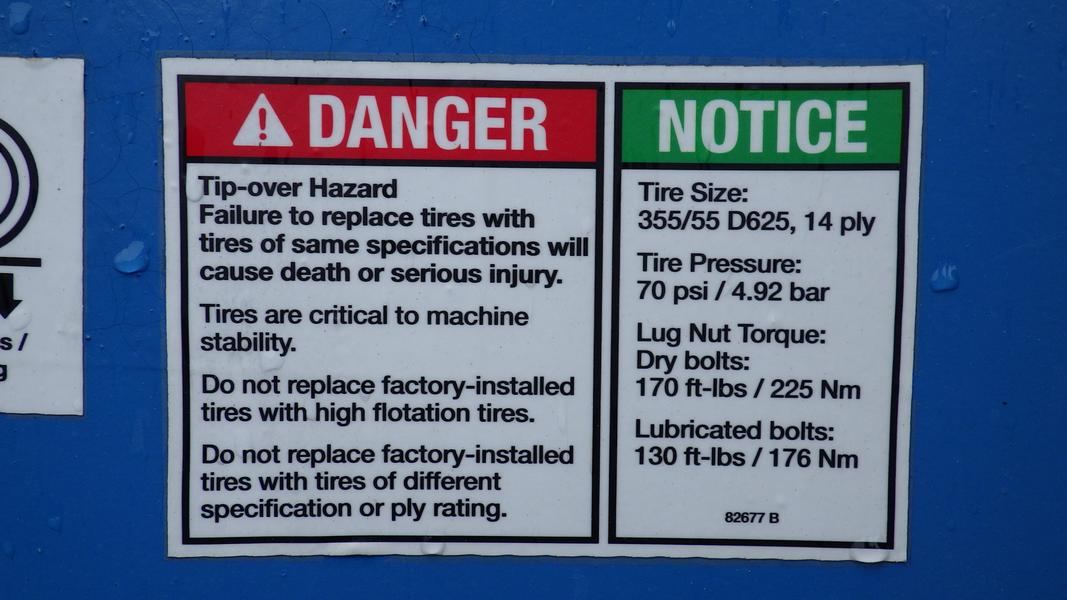 s /
g
DANGER
Tip-over Hazard
Failure to replace tires with
tires of same specifications will
cause death or serious injury.
Tires are critical to machine
stability.
Do not replace factory-installed
tires with high flotation tires.
Do not replace factory-installed
tires with tires of different
specification or ply rating.
NOTICE
Tire Size:
355/55 D625, 14 ply
Tire Pressure:
70 psi / 4.92 bar
Lug Nut Torque:
Dry bolts:
170 ft-lbs / 225 Nm
Lubricated bolts:
130 ft-lbs / 176 Nm
82677 B